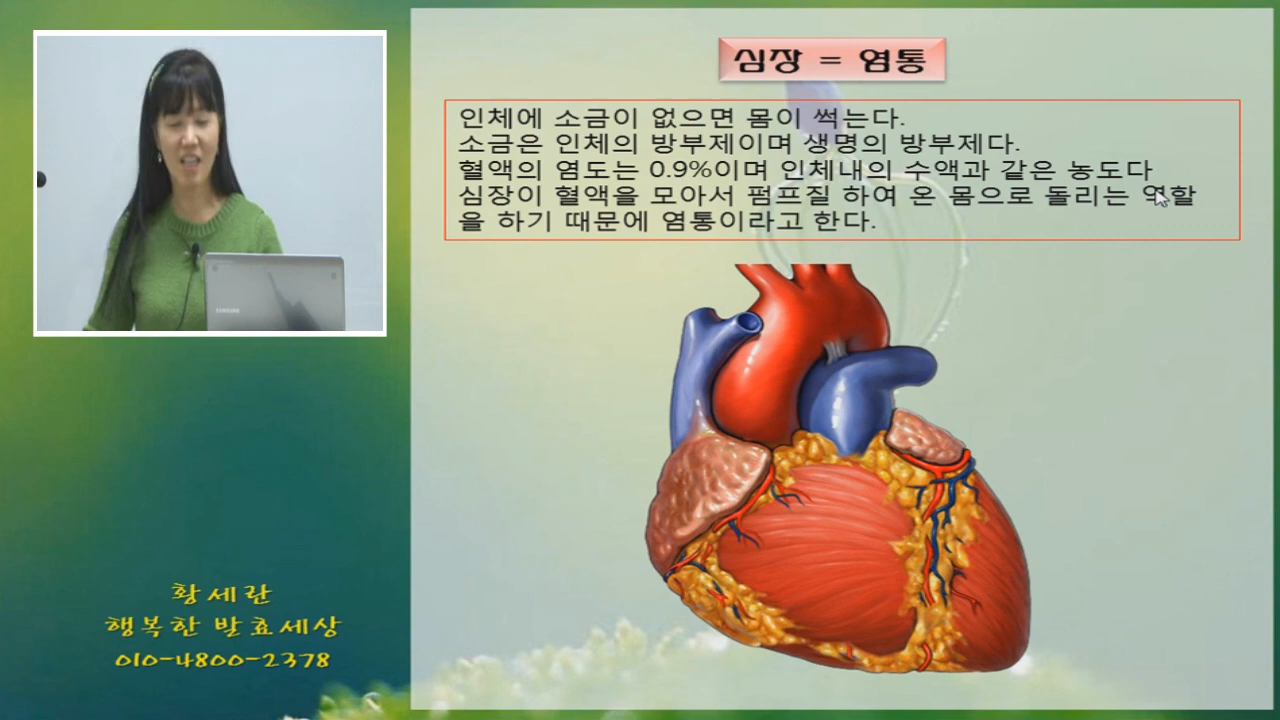 심장 = 염통
인체에 소금이 없으면 몸이 썩는다.
소금은 인체의 방부제이며 생명의 방부제다.
혈액의 염도는 0.9%이며 인체내의 수액과 같은 농도다
심장이 혈액을 모아서 펌프질 하여 온 몸으로 돌리는 역할
을 하기 때문에 염통이라고 한다.
SAMSUNG
황세란
행복한 발효세상
010-4800-2378